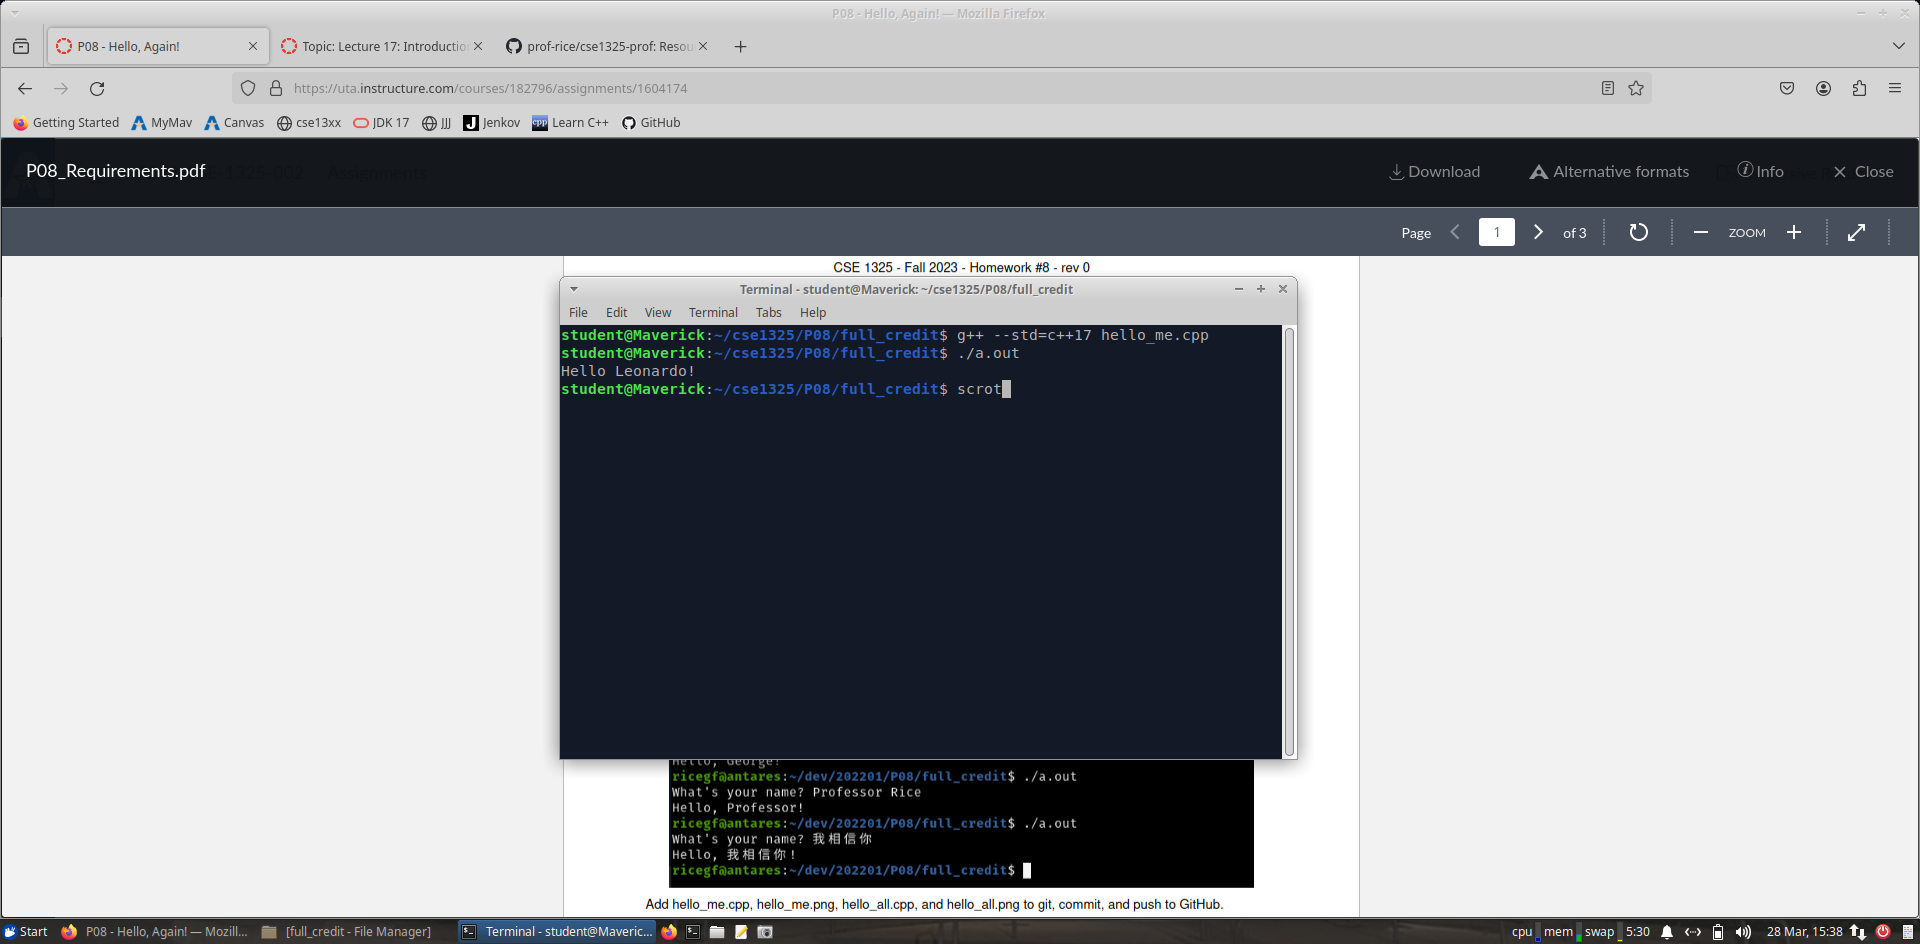 P08 - Hello, Again! — Mozilla Firefox
P08 - Hello, Again!
Topic: Lecture 17: Introductio
prof-rice/cse1325-prof: Resou
https://uta.instructure.com/courses/182796/assignments/1604174
Getting Started MyMav Canvas cse13xx JDK 17 JJJ Jenkov Learn C++ GitHub
P08_Requirements.pdf
Download Alternative formats Info Close
Page 1 of 3 ZOOM
CSE 1325 - Fall 2023 - Homework #8 - rev 0
Terminal - student@Maverick: ~/cse1325/P08/full_credit
File Edit View Terminal Tabs Help
student@Maverick:~/cse1325/P08/full_credit$ g++ --std=c++17 hello_me.cpp
student@Maverick:~/cse1325/P08/full_credit$ ./a.out
Hello Leonardo!
student@Maverick:~/cse1325/P08/full_credit$ scrot
Hello, George!
ricegf@antares:~/dev/202201/P08/full_credit$ ./a.out
What's your name? Professor Rice
Hello, Professor!
ricegf@antares:~/dev/202201/P08/full_credit$ ./a.out
What's your name? 我相信你
Hello, 我相信你!
ricegf@antares:~/dev/202201/P08/full_credit$
Add hello_me.cpp, hello_me.png, hello_all.cpp, and hello_all.png to git, commit, and push to GitHub.
Start P08 - Hello, Again! — Mozill... [full_credit - File Manager] Terminal - student@Maveric... cpu mem swap 5:30 28 Mar, 15:38